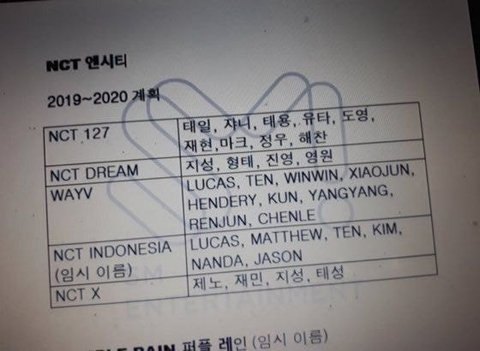 NCT 엔시티
2019~2020 계획
NCT 127
태일, 자니, 태용, 유타, 도영,
재현,마크, 정우, 해찬
NCT DREAM
지성, 형태, 진영, 영원
WAYV
LUCAS, TEN, WINWIN, XIAOJUN,
HENDERY, KUN, YANGYANG,
RENJUN, CHENLE
NCT INDONESIA
(임시 이름)
LUCAS, MATTHEW, TEN, KIM,
NANDA, JASON
NCT X
제노, 재민, 지성, 태성
ENTERTAINMENT
RAIN 퍼플 레인 (임시 이름)